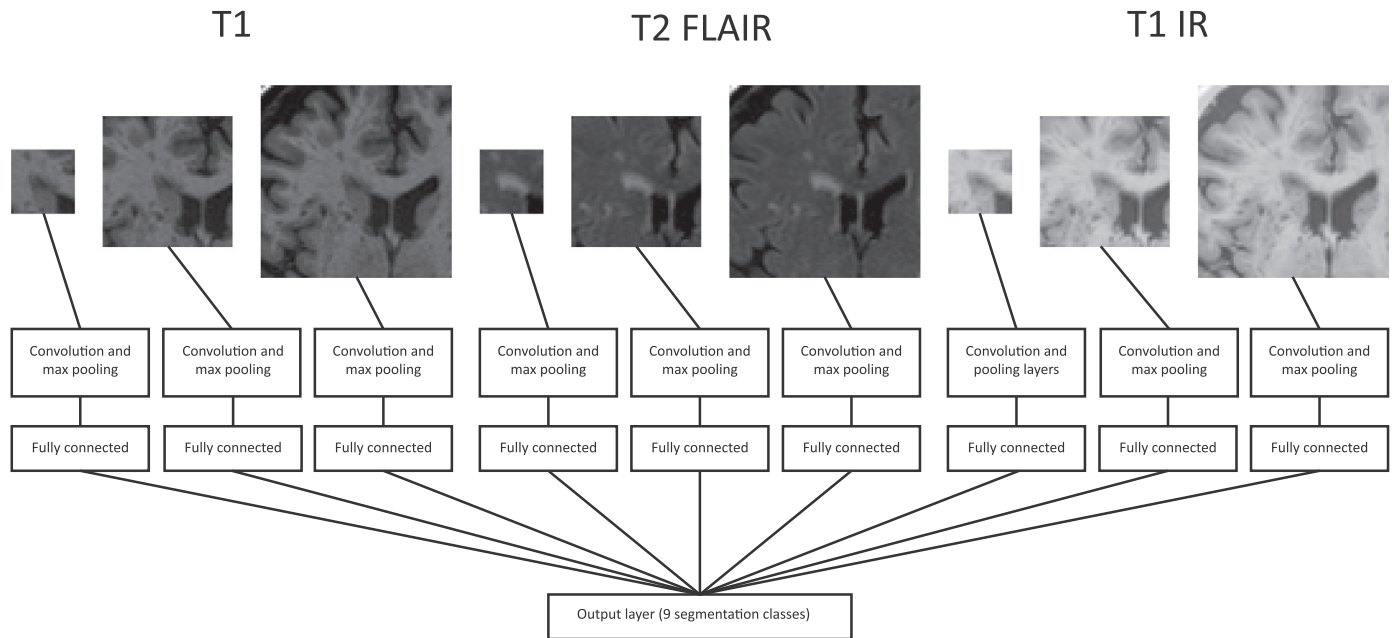 T1
T2 FLAIR
T1 IR
Convolution and
max pooling
Convolution and
max pooling
Convolution and
max pooling
Convolution and
max pooling
Convolution and
max pooling
Convolution and
max pooling
Convolution and
pooling layers
Convolution and
max pooling
Convolution and
max pooling
Fully connected
Fully connected
Fully connected
Fully connected
Fully connected
Fully connected
Fully connected
Fully connected
Fully connected
Output layer (9 segmentation classes)